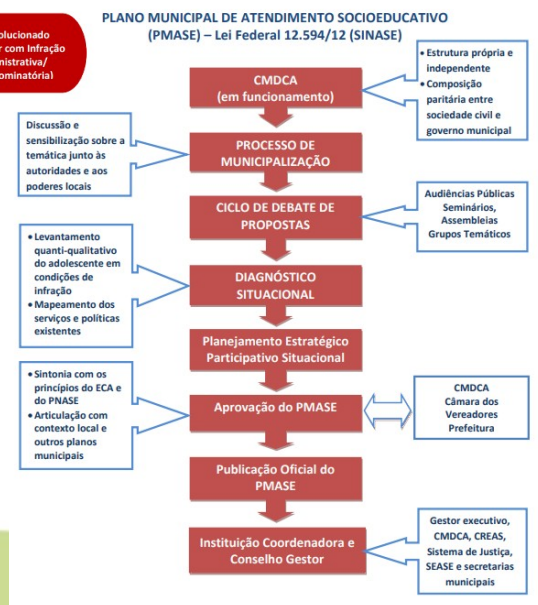 PLANO MUNICIPAL DE ATENDIMENTO SOCIOEDUCATIVO
(PMASE) – Lei Federal 12.594/12 (SINASE)
olucionado
r com Infração
nistrativa/
ominatória)
CMDCA
(em funcionamento)
• Estrutura própria e
independente
• Composição
paritária entre
sociedade civil e
governo municipal
Discussão e
sensibilização sobre a
temática junto às
autoridades e aos
poderes locais
PROCESSO DE
MUNICIPALIZAÇÃO
CICLO DE DEBATE DE
PROPOSTAS
Audiências Públicas
Seminários,
Assembleias
Grupos Temáticos
• Levantamento
quanti-qualitativo
do adolescente em
condições de
infração
• Mapeamento dos
serviços e políticas
existentes
DIAGNÓSTICO
SITUACIONAL
Planejamento Estratégico
Participativo Situacional
• Sintonia com os
princípios do ECA e
do PNASE
• Articulação com
contexto local e
outros planos
municipais
Aprovação do PMASE
CMDCA
Câmara dos
Vereadores
Prefeitura
Publicação Oficial do
PMASE
Instituição Coordenadora e
Conselho Gestor
Gestor executivo,
CMDCA, CREAS,
Sistema de Justiça,
SEASE e secretarias
municipais